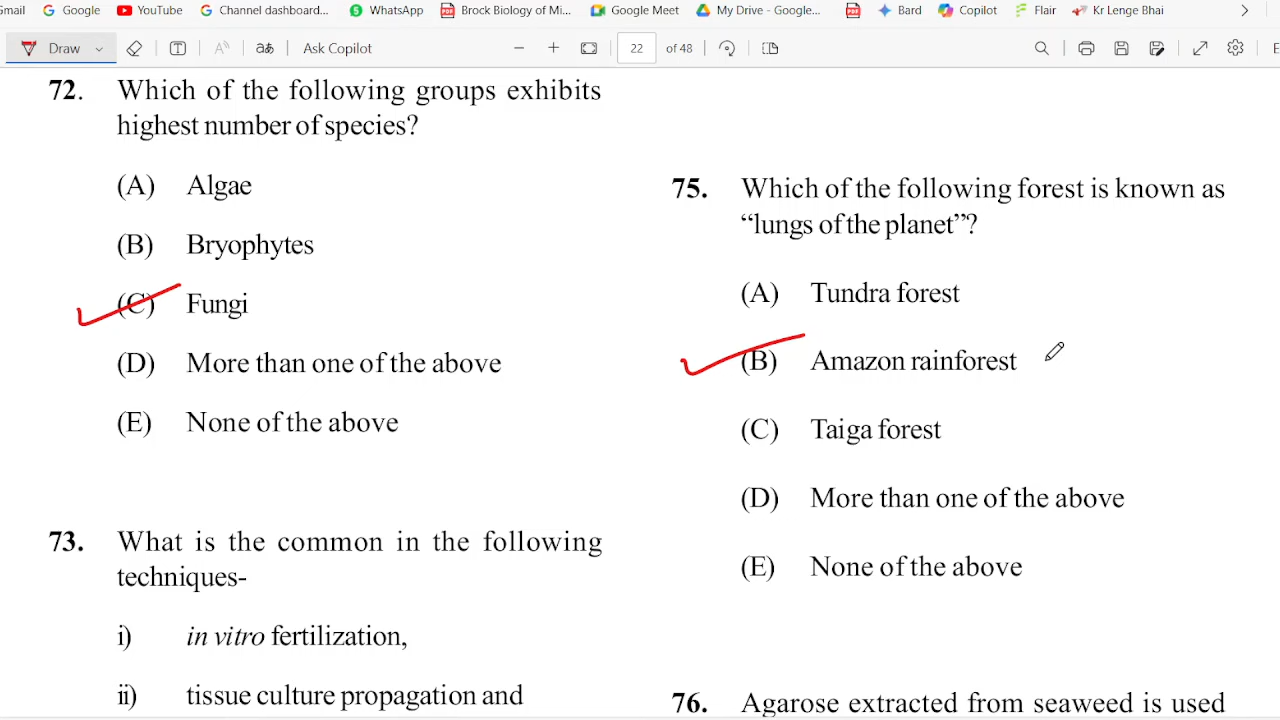 Gmail Google YouTube Channel dashboard... WhatsApp Brock Biology of Mi... Google Meet My Drive - Google... Bard Copilot Flair Kr Lenge Bhai
Draw Ask Copilot 22 of 48
72. Which of the following groups exhibits
highest number of species?
(A) Algae
(B) Bryophytes
(C) Fungi
(D) More than one of the above
(E) None of the above
73. What is the common in the following
techniques-
i) in vitro fertilization,
ii) tissue culture propagation and
75. Which of the following forest is known as
“lungs of the planet”?
(A) Tundra forest
(B) Amazon rainforest
(C) Taiga forest
(D) More than one of the above
(E) None of the above
76. Agarose extracted from seaweed is used